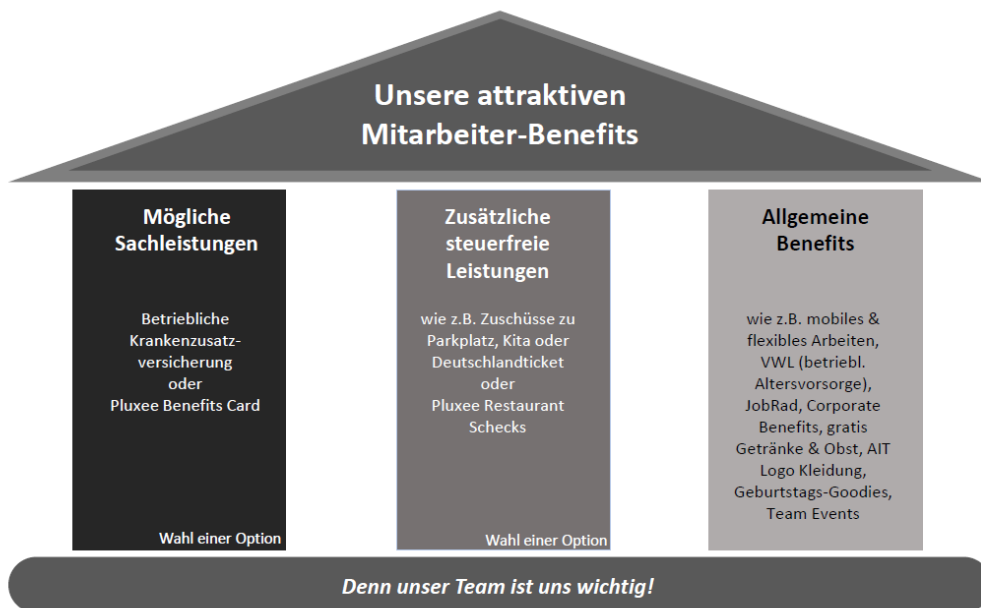 Unsere attraktiven
Mitarbeiter-Benefits
Mögliche
Sachleistungen
Betriebliche
Krankenzusatz-
versicherung
oder
Pluxee Benefits Card
Wahl einer Option
Zusätzliche
steuerfreie
Leistungen
wie z.B. Zuschüsse zu
Parkplatz, Kita oder
Deutschlandticket
oder
Pluxee Restaurant
Schecks
Wahl einer Option
Allgemeine
Benefits
wie z.B. mobiles &
flexibles Arbeiten,
VWL (betriebl.
Altersvorsorge),
JobRad, Corporate
Benefits, gratis
Getränke & Obst, AIT
Logo Kleidung,
Geburtstags-Goodies,
Team Events
Denn unser Team ist uns wichtig!